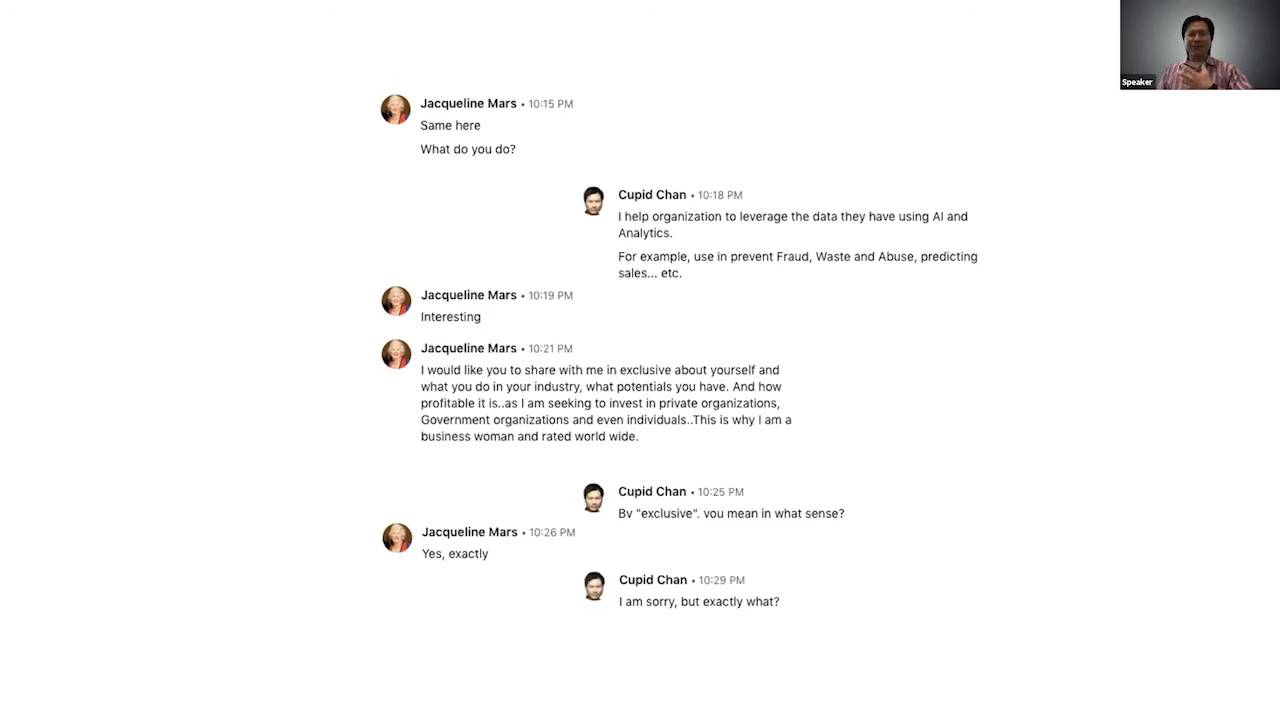 Speaker
Jacqueline Mars • 10:15 PM
Same here
What do you do?
Cupid Chan • 10:18 PM
I help organization to leverage the data they have using AI and
Analytics.
For example, use in prevent Fraud, Waste and Abuse, predicting
sales... etc.
Jacqueline Mars • 10:19 PM
Interesting
Jacqueline Mars • 10:21 PM
I would like you to share with me in exclusive about yourself and
what you do in your industry, what potentials you have. And how
profitable it is..as I am seeking to invest in private organizations,
Government organizations and even individuals..This is why I am a
business woman and rated world wide.
Cupid Chan • 10:25 PM
By "exclusive", you mean in what sense?
Jacqueline Mars • 10:26 PM
Yes, exactly
Cupid Chan • 10:29 PM
I am sorry, but exactly what?